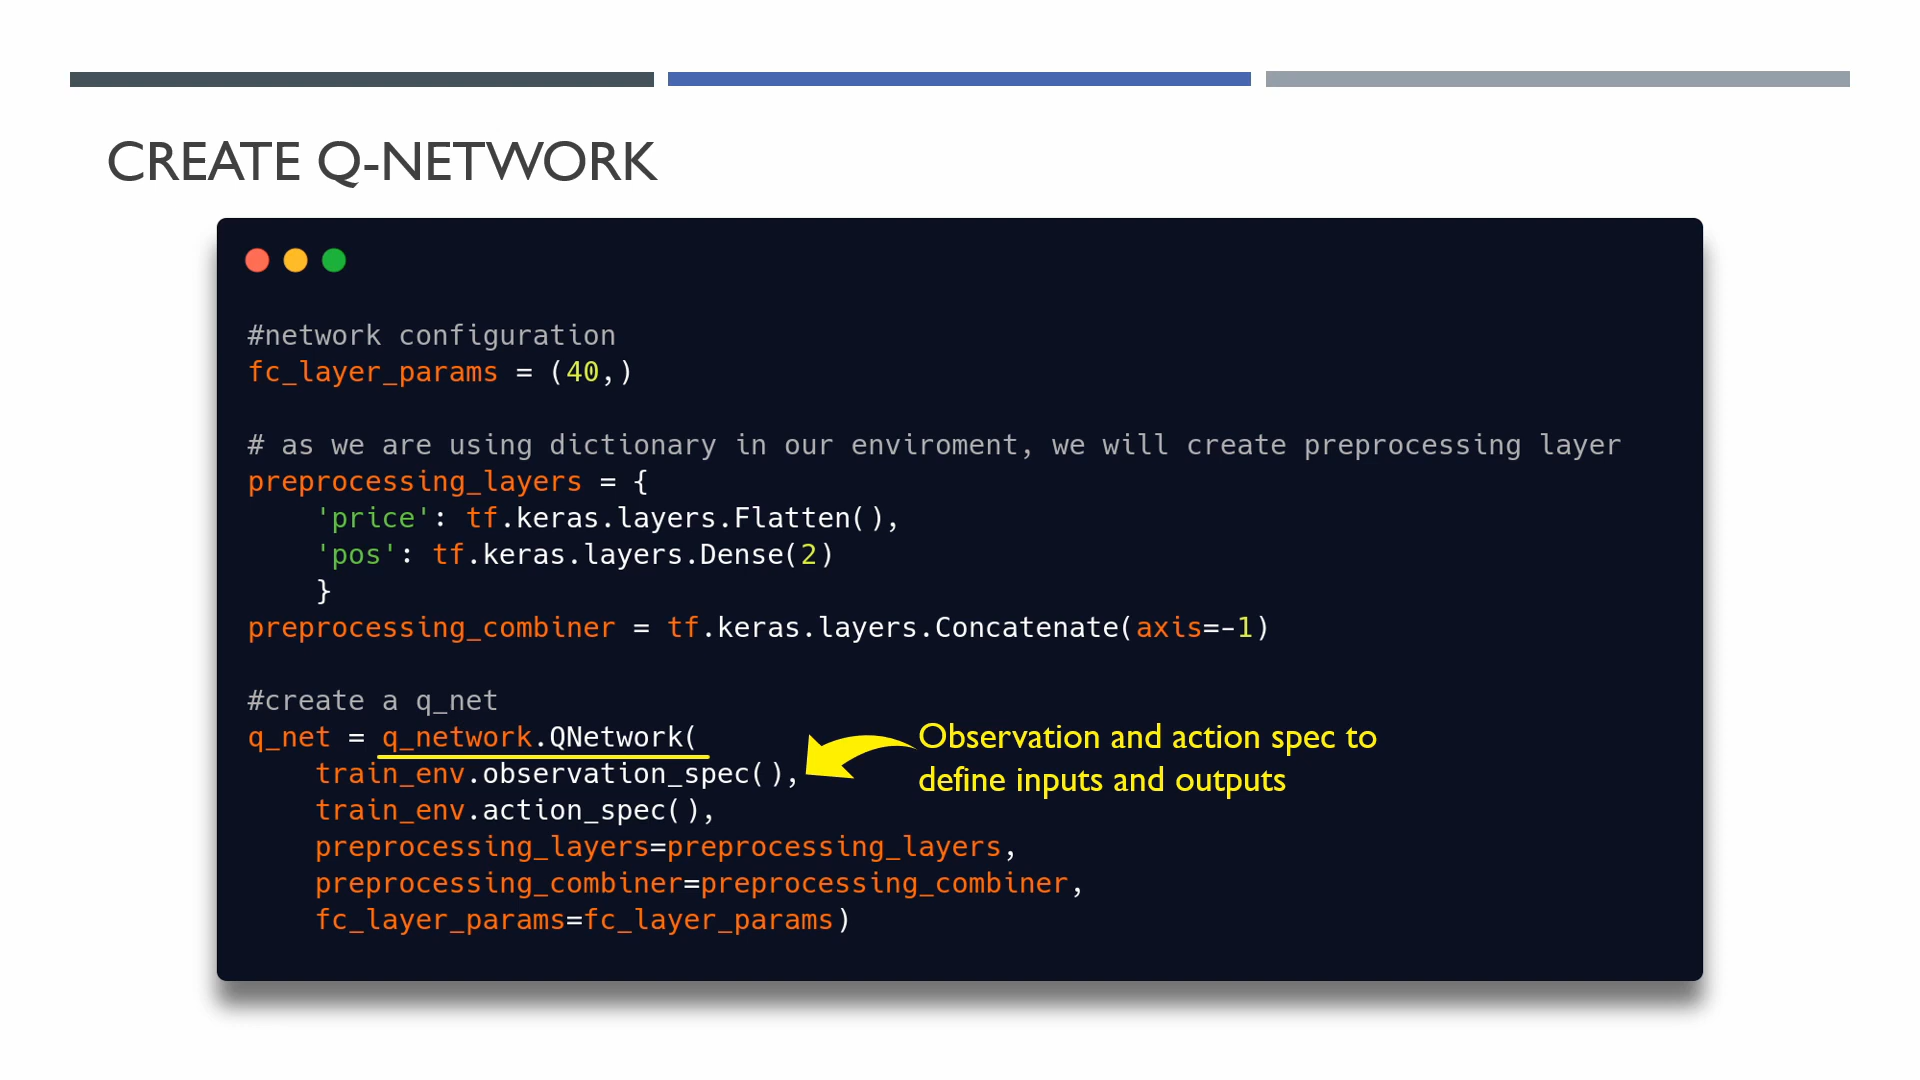 CREATE Q-NETWORK
#network configuration
fc_layer_params = (40,)
# as we are using dictionary in our enviroment, we will create preprocessing layer
preprocessing_layers = {
    'price': tf.keras.layers.Flatten(),
    'pos': tf.keras.layers.Dense(2)
    }
preprocessing_combiner = tf.keras.layers.Concatenate(axis=-1)
#create a q_net
q_net = q_network.QNetwork(
    train_env.observation_spec(),
    train_env.action_spec(),
    preprocessing_layers=preprocessing_layers,
    preprocessing_combiner=preprocessing_combiner,
    fc_layer_params=fc_layer_params)
Observation and action spec to
define inputs and outputs